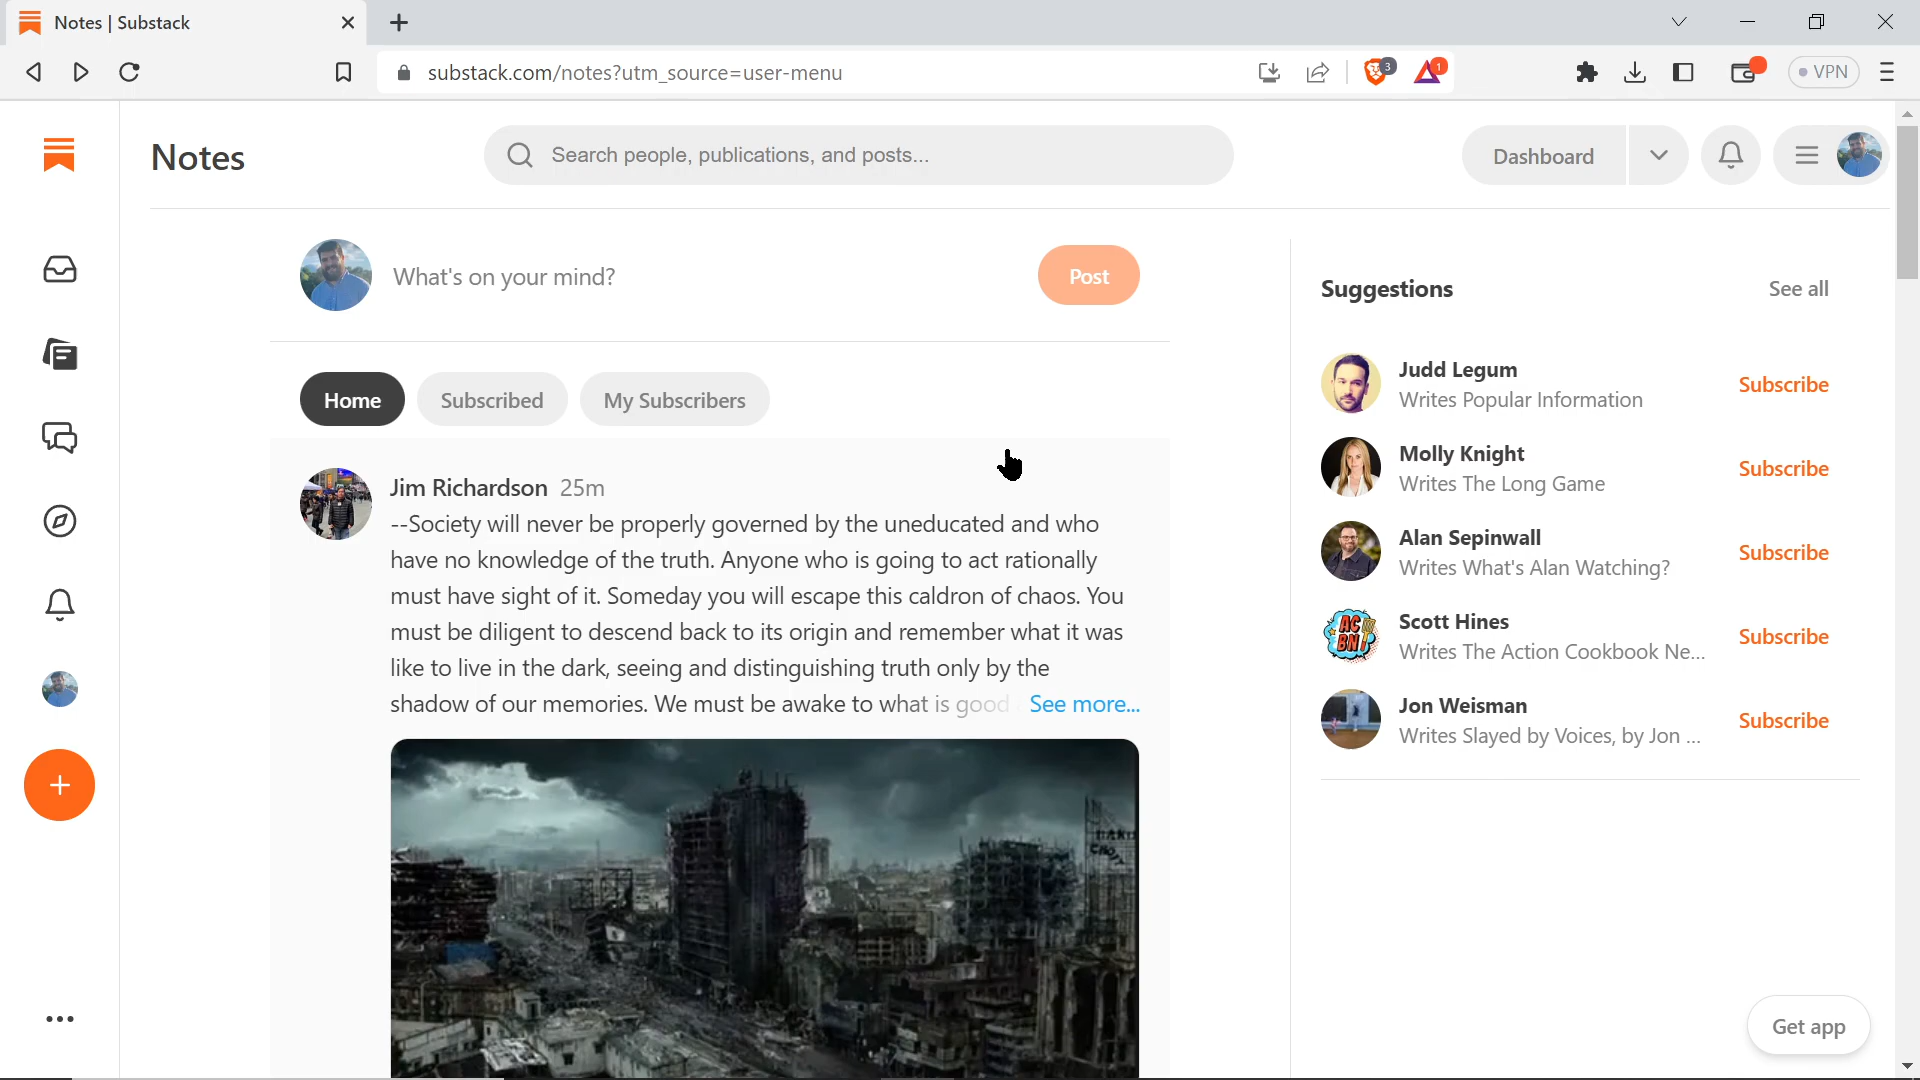 Notes | Substack
substack.com/notes?utm_source=user-menu
3
1
VPN
Notes
Search people, publications, and posts...
Dashboard
What's on your mind?
Post
Home
Subscribed
My Subscribers
Jim Richardson 25m
--Society will never be properly governed by the uneducated and who
have no knowledge of the truth. Anyone who is going to act rationally
must have sight of it. Someday you will escape this caldron of chaos. You
must be diligent to descend back to its origin and remember what it was
like to live in the dark, seeing and distinguishing truth only by the
shadow of our memories. We must be awake to what is good See more...
Suggestions
See all
Judd Legum
Writes Popular Information
Subscribe
Molly Knight
Writes The Long Game
Subscribe
Alan Sepinwall
Writes What's Alan Watching?
Subscribe
Scott Hines
Writes The Action Cookbook Ne...
Subscribe
Jon Weisman
Writes Slayed by Voices, by Jon ...
Subscribe
ACBN!
Get app